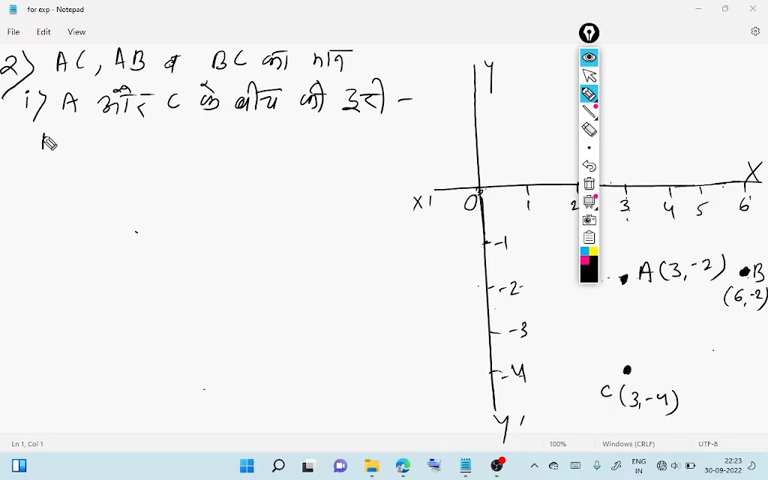 for exp - Notepad
File Edit View
2) AC, AB व BC का मान
i) A और C के बीच की दूरी -
Y
X' O 1 2 3 4 5 6 X
-1
-2
-3
-4
A(3,-2) B
(6,-2)
C (3,-4)
Y'
Ln 1, Col 1 100% Windows (CRLF) UTF-8
ENG
IN
22:23
30-09-2022